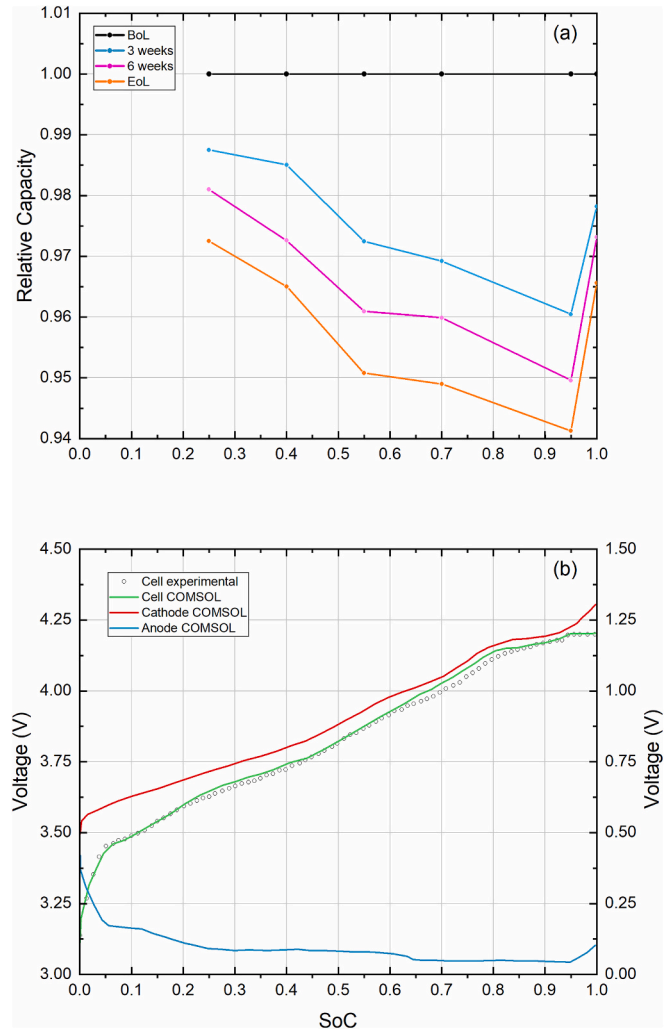 (a)
BoL
3 weeks
6 weeks
EoL
1.01
1.00
0.99
0.98
0.97
0.96
0.95
0.94
Relative Capacity
0.0 0.1 0.2 0.3 0.4 0.5 0.6 0.7 0.8 0.9 1.0
(b)
Cell experimental
Cell COMSOL
Cathode COMSOL
Anode COMSOL
4.50 1.50
4.25 1.25
4.00 1.00
3.75 0.75
3.50 0.50
3.25 0.25
3.00 0.00
Voltage (V) Voltage (V)
0.0 0.1 0.2 0.3 0.4 0.5 0.6 0.7 0.8 0.9 1.0
SoC